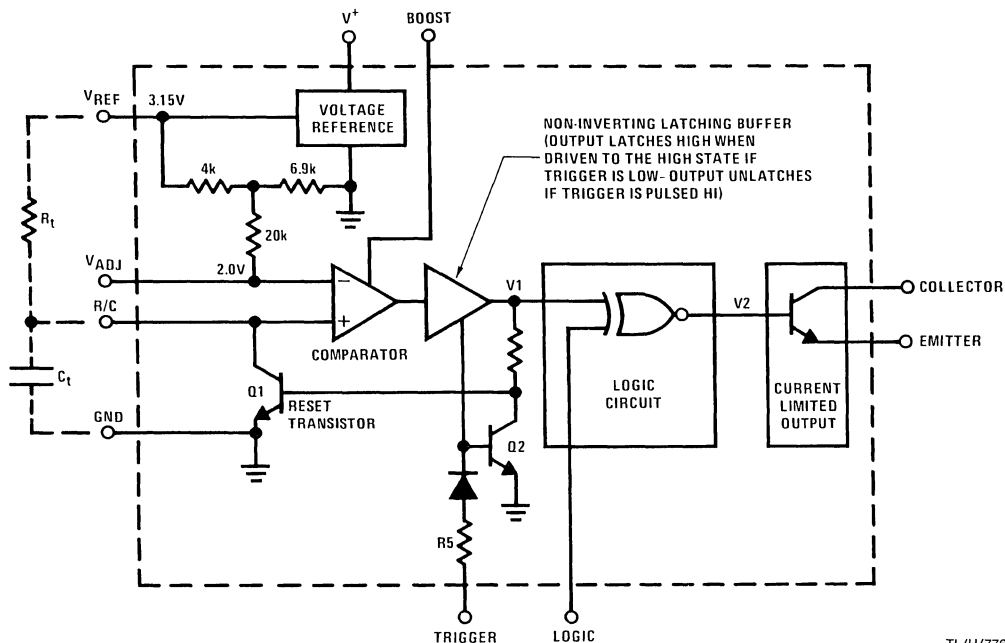 V+
BOOST
VREF
3.15V
VOLTAGE
REFERENCE
NON-INVERTING LATCHING BUFFER
(OUTPUT LATCHES HIGH WHEN
DRIVEN TO THE HIGH STATE IF
TRIGGER IS LOW- OUTPUT UNLATCHES
IF TRIGGER IS PULSED HI)
4k
6.9k
Rt
20k
VADJ
2.0V
R/C
−
+
COMPARATOR
V1
V2
COLLECTOR
EMITTER
LOGIC
CIRCUIT
CURRENT
LIMITED
OUTPUT
Ct
Q1
RESET
TRANSISTOR
GND
Q2
R5
TRIGGER
LOGIC